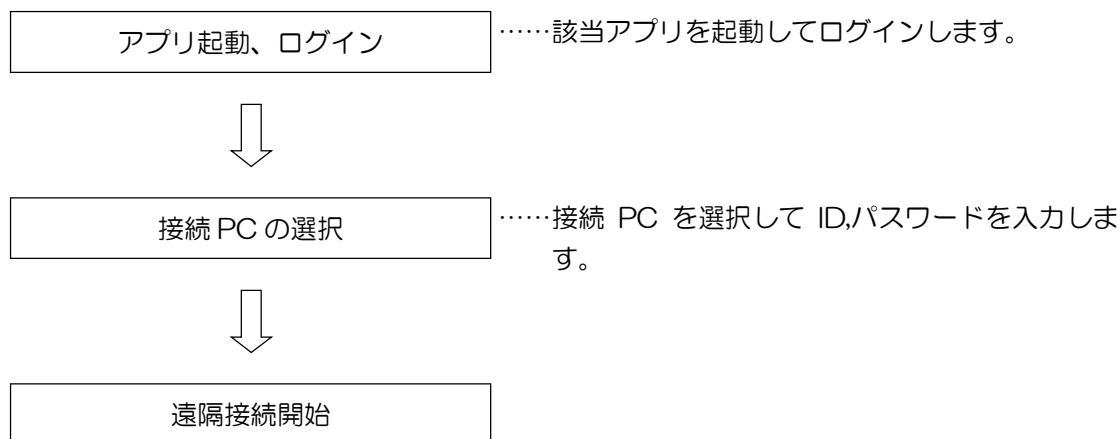 アプリ起動、ログイン
……該当アプリを起動してログインします。
接続 PC の選択
……接続 PC を選択して ID,パスワードを入力しま
す。
遠隔接続開始